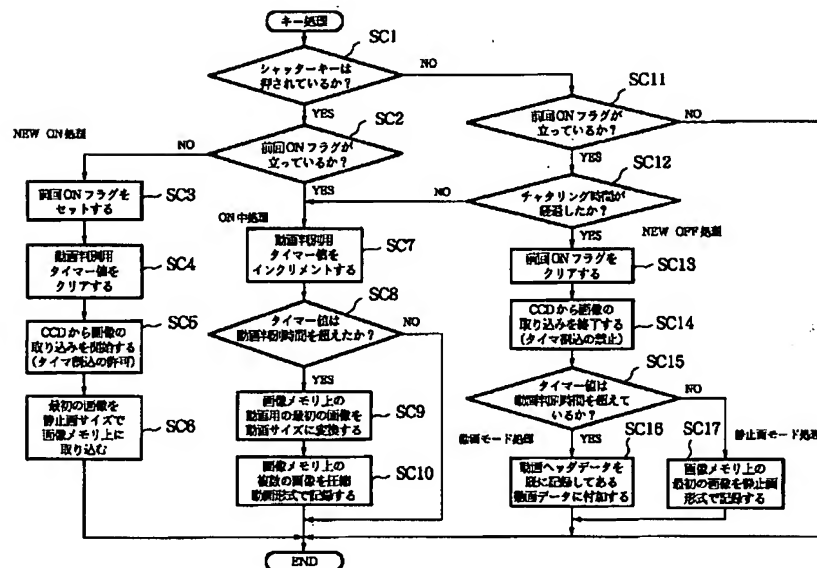 キー処理
SC1
シャッターキーは
押されているか？
NO
YES
SC11
前回ONフラグが
立っているか？
NO
YES
SC2
前回ONフラグが
立っているか？
NO
YES
NEW ON処理
SC3
前回ONフラグを
セットする
SC4
動画判別用
タイマー値を
クリアする
SC5
CCDから画像の
取り込みを開始する
(タイマ割込の許可)
SC6
最初の画像を
静止画サイズで
画像メモリ上に
取り込む
SC12
チャタリング時間が
経過したか？
NO
YES
ON中処理
SC7
動画判別用
タイマー値を
インクリメントする
SC8
タイマー値は
動画判別時間を超えたか？
NO
YES
SC9
画像メモリ上の
動画用の最初の画像を
動画サイズに変換する
SC10
画像メモリ上の
複数の画像を圧縮
動画形式で記録する
NEW OFF処理
SC13
前回ONフラグを
クリアする
SC14
CCDから画像の
取り込みを終了する
(タイマ割込の禁止)
SC15
タイマー値は
動画判別時間を超えて
いるか？
NO
YES
動画モード処理
SC16
動画ヘッダデータを
既に記録してある
動画データに付加する
静止画モード処理
SC17
画像メモリ上の
最初の画像を静止画
形式で記録する
END